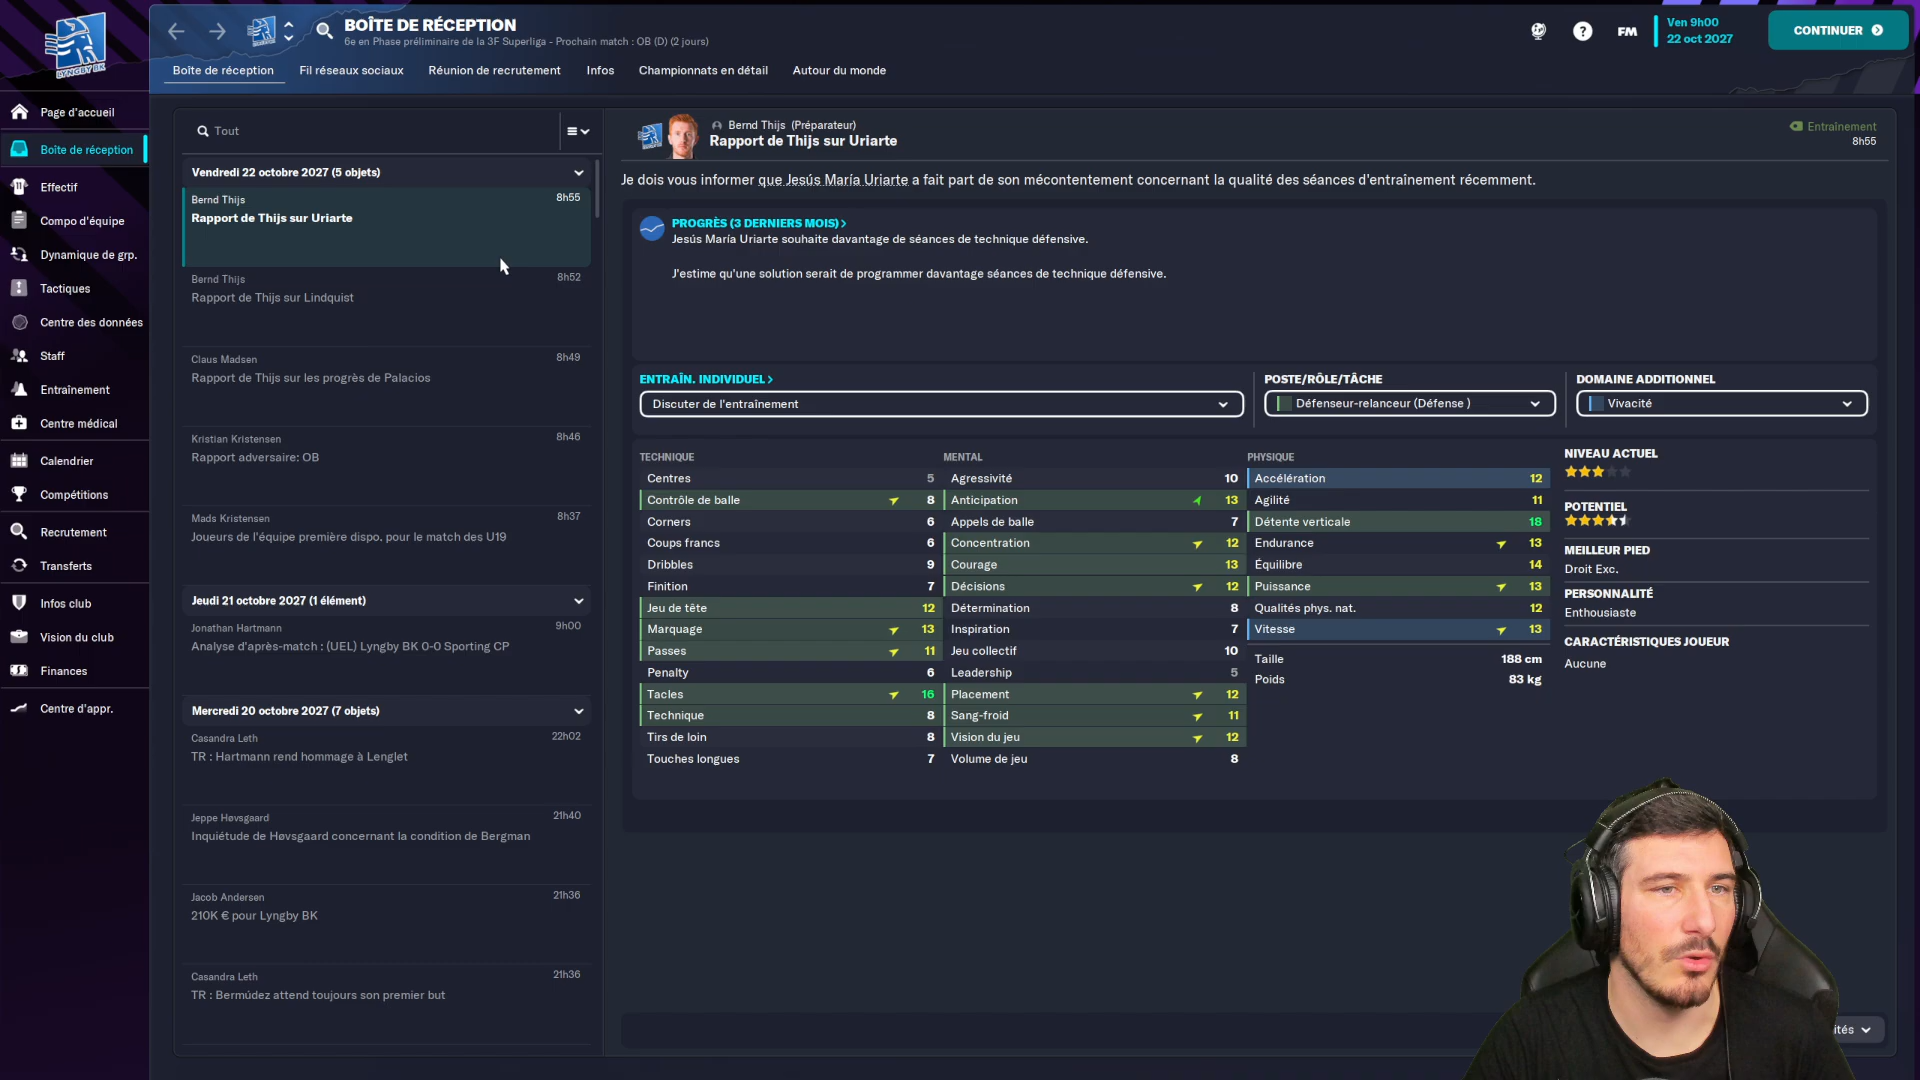 BOÎTE DE RÉCEPTION
6e en Phase préliminaire de la 3F Superliga - Prochain match : OB (D) (2 jours)
FM
Ven 9h00
22 oct 2027
CONTINUER
LYNGBY BK
Boîte de réception
Fil réseaux sociaux
Réunion de recrutement
Infos
Championnats en détail
Autour du monde
Page d'accueil
Boîte de réception
Effectif
Compo d'équipe
Dynamique de grp.
Tactiques
Centre des données
Staff
Entraînement
Centre médical
Calendrier
Compétitions
Recrutement
Transferts
Infos club
Vision du club
Finances
Centre d'appr.
Tout
Vendredi 22 octobre 2027 (5 objets)
Bernd Thijs
8h55
Rapport de Thijs sur Uriarte
Bernd Thijs
8h52
Rapport de Thijs sur Lindquist
Claus Madsen
8h49
Rapport de Thijs sur les progrès de Palacios
Kristian Kristensen
8h46
Rapport adversaire: OB
Mads Kristensen
8h37
Joueurs de l'équipe première dispo. pour le match des U19
Jeudi 21 octobre 2027 (1 élément)
Jonathan Hartmann
9h00
Analyse d'après-match : (UEL) Lyngby BK 0-0 Sporting CP
Mercredi 20 octobre 2027 (7 objets)
Casandra Leth
22h02
TR : Hartmann rend hommage à Lenglet
Jeppe Høvsgaard
21h40
Inquiétude de Høvsgaard concernant la condition de Bergman
Jacob Andersen
21h36
210K € pour Lyngby BK
Casandra Leth
21h36
TR : Bermúdez attend toujours son premier but
Bernd Thijs (Préparateur)
Rapport de Thijs sur Uriarte
Entraînement
8h55
Je dois vous informer que Jesús María Uriarte a fait part de son mécontentement concernant la qualité des séances d'entraînement récemment.
PROGRÈS (3 DERNIERS MOIS)
Jesús María Uriarte souhaite davantage de séances de technique défensive.
J'estime qu'une solution serait de programmer davantage séances de technique défensive.
ENTRAÎN. INDIVIDUEL
Discuter de l'entraînement
POSTE/RÔLE/TÂCHE
Défenseur-relanceur (Défense )
DOMAINE ADDITIONNEL
Vivacité
TECHNIQUE
Centres 5
Contrôle de balle 8
Corners 6
Coups francs 6
Dribbles 9
Finition 7
Jeu de tête 12
Marquage 13
Passes 11
Penalty 6
Tacles 16
Technique 8
Tirs de loin 8
Touches longues 7
MENTAL
Agressivité 10
Anticipation 13
Appels de balle 7
Concentration 12
Courage 13
Décisions 12
Détermination 8
Inspiration 7
Jeu collectif 10
Leadership 5
Placement 12
Sang-froid 11
Vision du jeu 12
Volume de jeu 8
PHYSIQUE
Accélération 12
Agilité 11
Détente verticale 18
Endurance 13
Équilibre 14
Puissance 13
Qualités phys. nat. 12
Vitesse 13
Taille 188 cm
Poids 83 kg
NIVEAU ACTUEL
POTENTIEL
MEILLEUR PIED
Droit Exc.
PERSONNALITÉ
Enthousiaste
CARACTÉRISTIQUES JOUEUR
Aucune